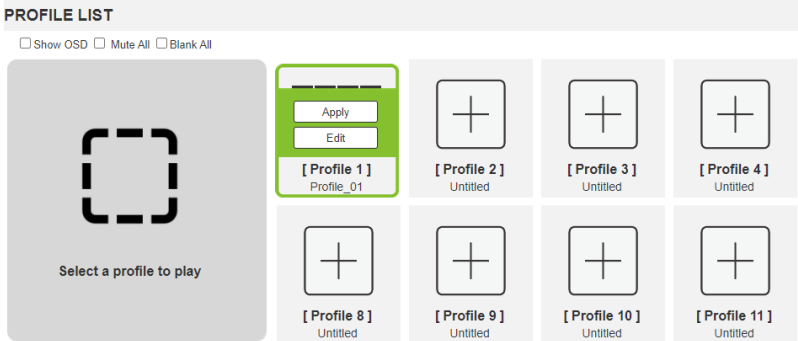 PROFILE LIST
Show OSD Mute All Blank All
Apply
Edit
[ Profile 1 ] [ Profile 2 ] [ Profile 3 ] [ Profile 4 ]
Profile_01 Untitled Untitled Untitled
Select a profile to play
[ Profile 8 ] [ Profile 9 ] [ Profile 10 ] [ Profile 11 ]
Untitled Untitled Untitled Untitled